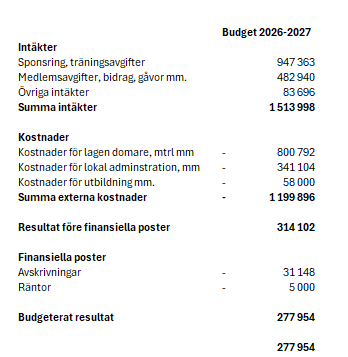 Budget 2026-2027
Intäkter
Sponsring, träningsavgifter 947 363
Medlemsavgifter, bidrag, gåvor mm. 482 940
Övriga intäkter 83 696
Summa intäkter 1 513 998
Kostnader
Kostnader för lagen domare, mtrl mm - 800 792
Kostnader för lokal adminstration, mm - 341 104
Kostnader för utbildning mm. - 58 000
Summa externa kostnader - 1 199 896
Resultat före finansiella poster 314 102
Finansiella poster
Avskrivningar - 31 148
Räntor - 5 000
Budgeterat resultat 277 954
277 954